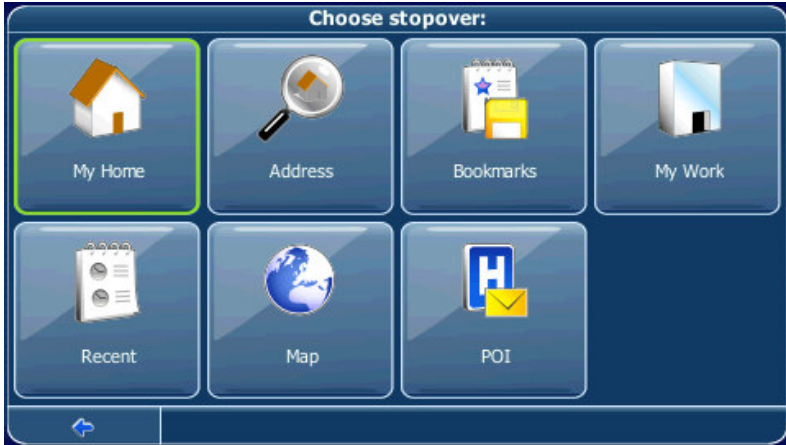 Choose stopover:
My Home
Address
Bookmarks
My Work
Recent
Map
H
POI